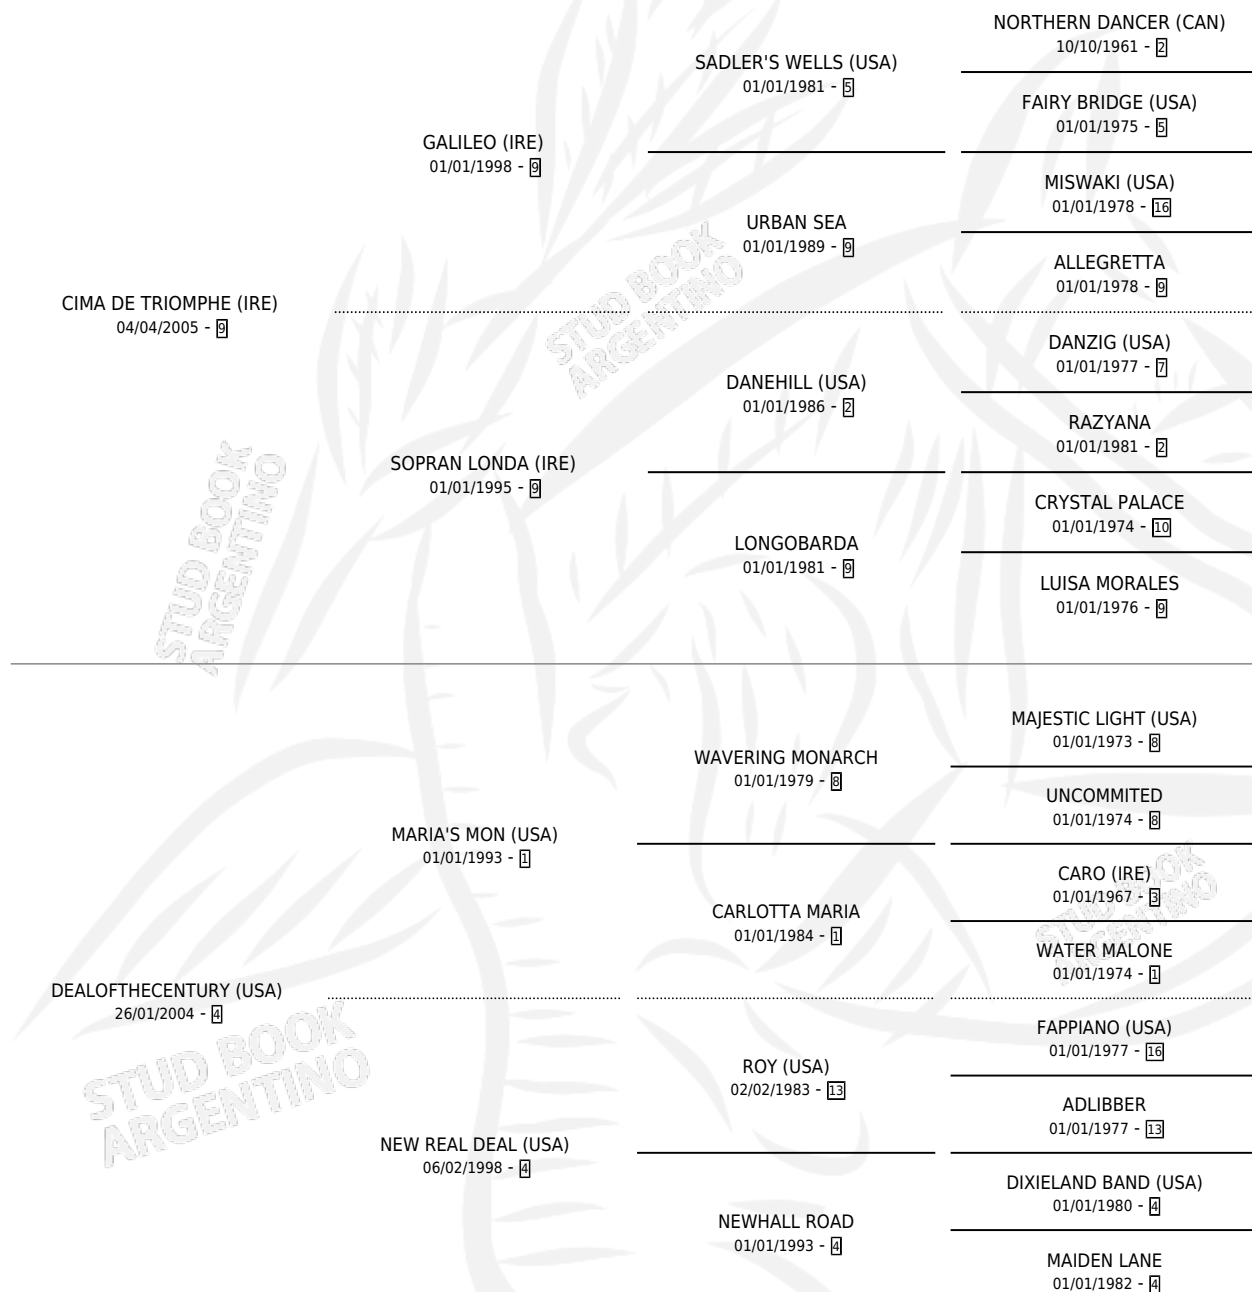 NORTHERN DANCER (CAN)
10/10/1961 - 2
SADLER'S WELLS (USA)
01/01/1981 - 5
FAIRY BRIDGE (USA)
01/01/1975 - 5
GALILEO (IRE)
01/01/1998 - 9
MISWAKI (USA)
01/01/1978 - 16
URBAN SEA
01/01/1989 - 9
ALLEGRETTA
01/01/1978 - 9
CIMA DE TRIOMPHE (IRE)
04/04/2005 - 9
STUD BOOK
ARGENTINO
DANZIG (USA)
01/01/1977 - 7
DANEHILL (USA)
01/01/1986 - 2
RAZYANA
01/01/1981 - 2
SOPRAN LONDA (IRE)
01/01/1995 - 9
CRYSTAL PALACE
01/01/1974 - 10
LONGOBARDA
01/01/1981 - 9
LUISA MORALES
01/01/1976 - 9
STUD BOOK
ARGENTINO
MAJESTIC LIGHT (USA)
01/01/1973 - 8
WAVERING MONARCH
01/01/1979 - 8
UNCOMMITED
01/01/1974 - 8
MARIA'S MON (USA)
01/01/1993 - 1
CARO (IRE)
01/01/1967 - 3
STUD BOOK
ARGENTINO
CARLOTTA MARIA
01/01/1984 - 1
WATER MALONE
01/01/1974 - 1
DEALOFTHECENTURY (USA)
26/01/2004 - 4
STUD BOOK
ARGENTINO
FAPPIANO (USA)
01/01/1977 - 16
ROY (USA)
02/02/1983 - 13
ADLIBBER
01/01/1977 - 13
NEW REAL DEAL (USA)
06/02/1998 - 4
DIXIELAND BAND (USA)
01/01/1980 - 4
NEWHALL ROAD
01/01/1993 - 4
MAIDEN LANE
01/01/1982 - 4